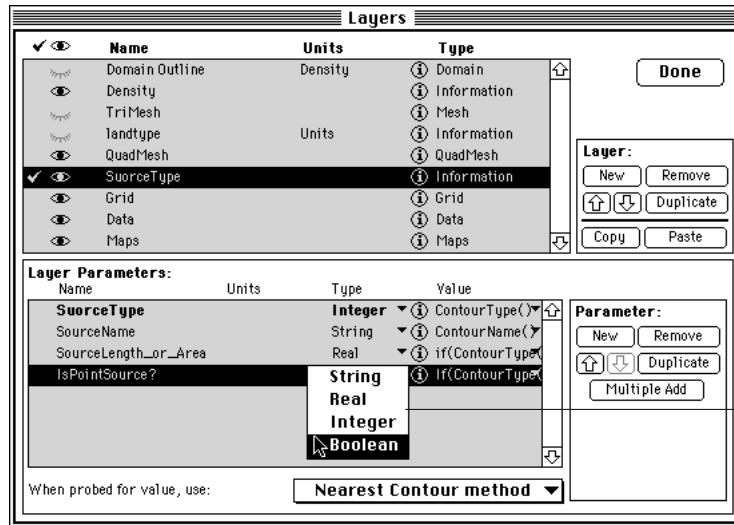 Layers
Name Units Type
Domain Outline Density Domain
Density Information
TriMesh Mesh
landtype Units Information
QuadMesh QuadMesh
SuorceType Information
Grid Grid
Data Data
Maps Maps
Done
Layer:
New Remove
Duplicate
Copy Paste
Layer Parameters:
Name Units Type Value
SuorceType Integer ContourType()
SourceName String ContourName()
SourceLength_or_Area Real if(ContourType(
IsPointSource? If(ContourType(
String
Real
Integer
Boolean
Parameter:
New Remove
Duplicate
Multiple Add
When probed for value, use: Nearest Contour method